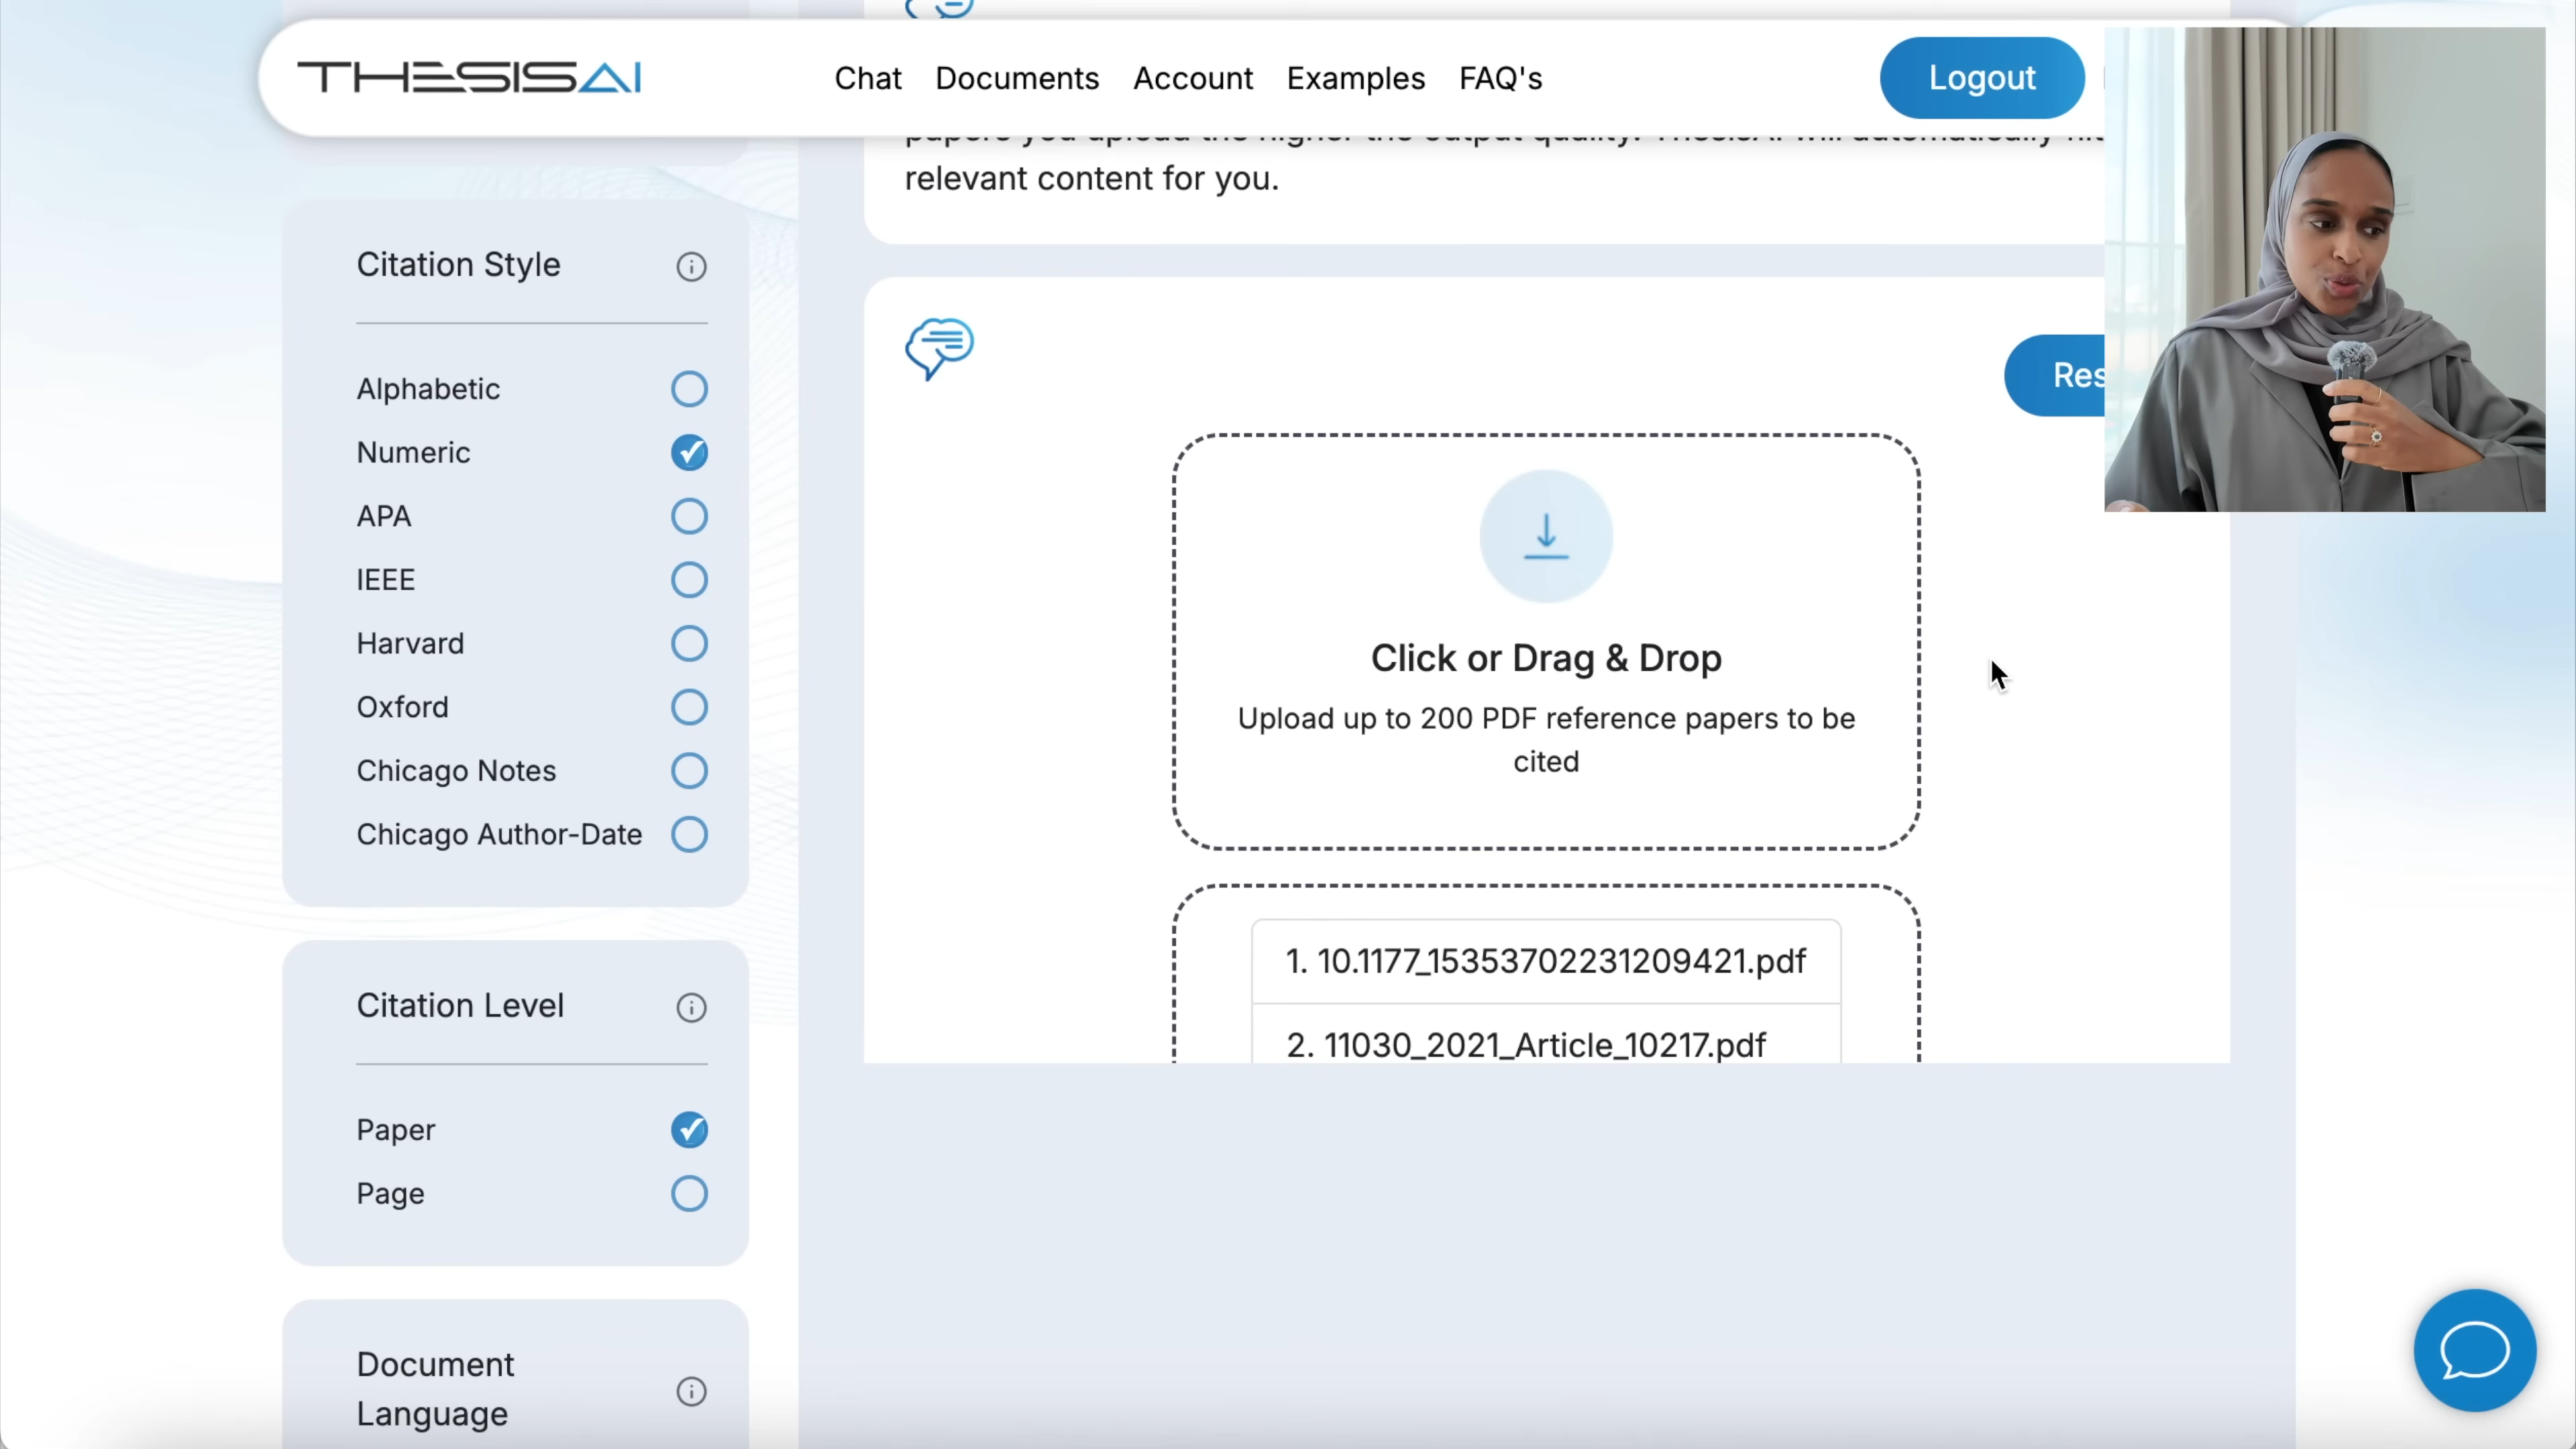 THESISAI
Chat Documents Account Examples FAQ's
Logout
relevant content for you.
Citation Style
Alphabetic
Numeric
APA
IEEE
Harvard
Oxford
Chicago Notes
Chicago Author-Date
Citation Level
Paper
Page
Document
Language
Res
Click or Drag & Drop
Upload up to 200 PDF reference papers to be
cited
1. 10.1177_15353702231209421.pdf
2. 11030_2021_Article_10217.pdf